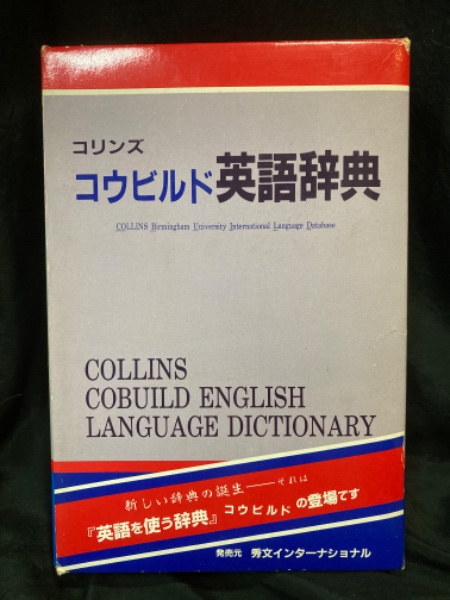 コリンズ
コウビルド英語辞典
COLLINS Birmingham University International Language Database
COLLINS
COBUILD ENGLISH
LANGUAGE DICTIONARY
新しい辞典の誕生——それは
『英語を使う辞典』コウビルドの登場です
発売元 秀文インターナショナル